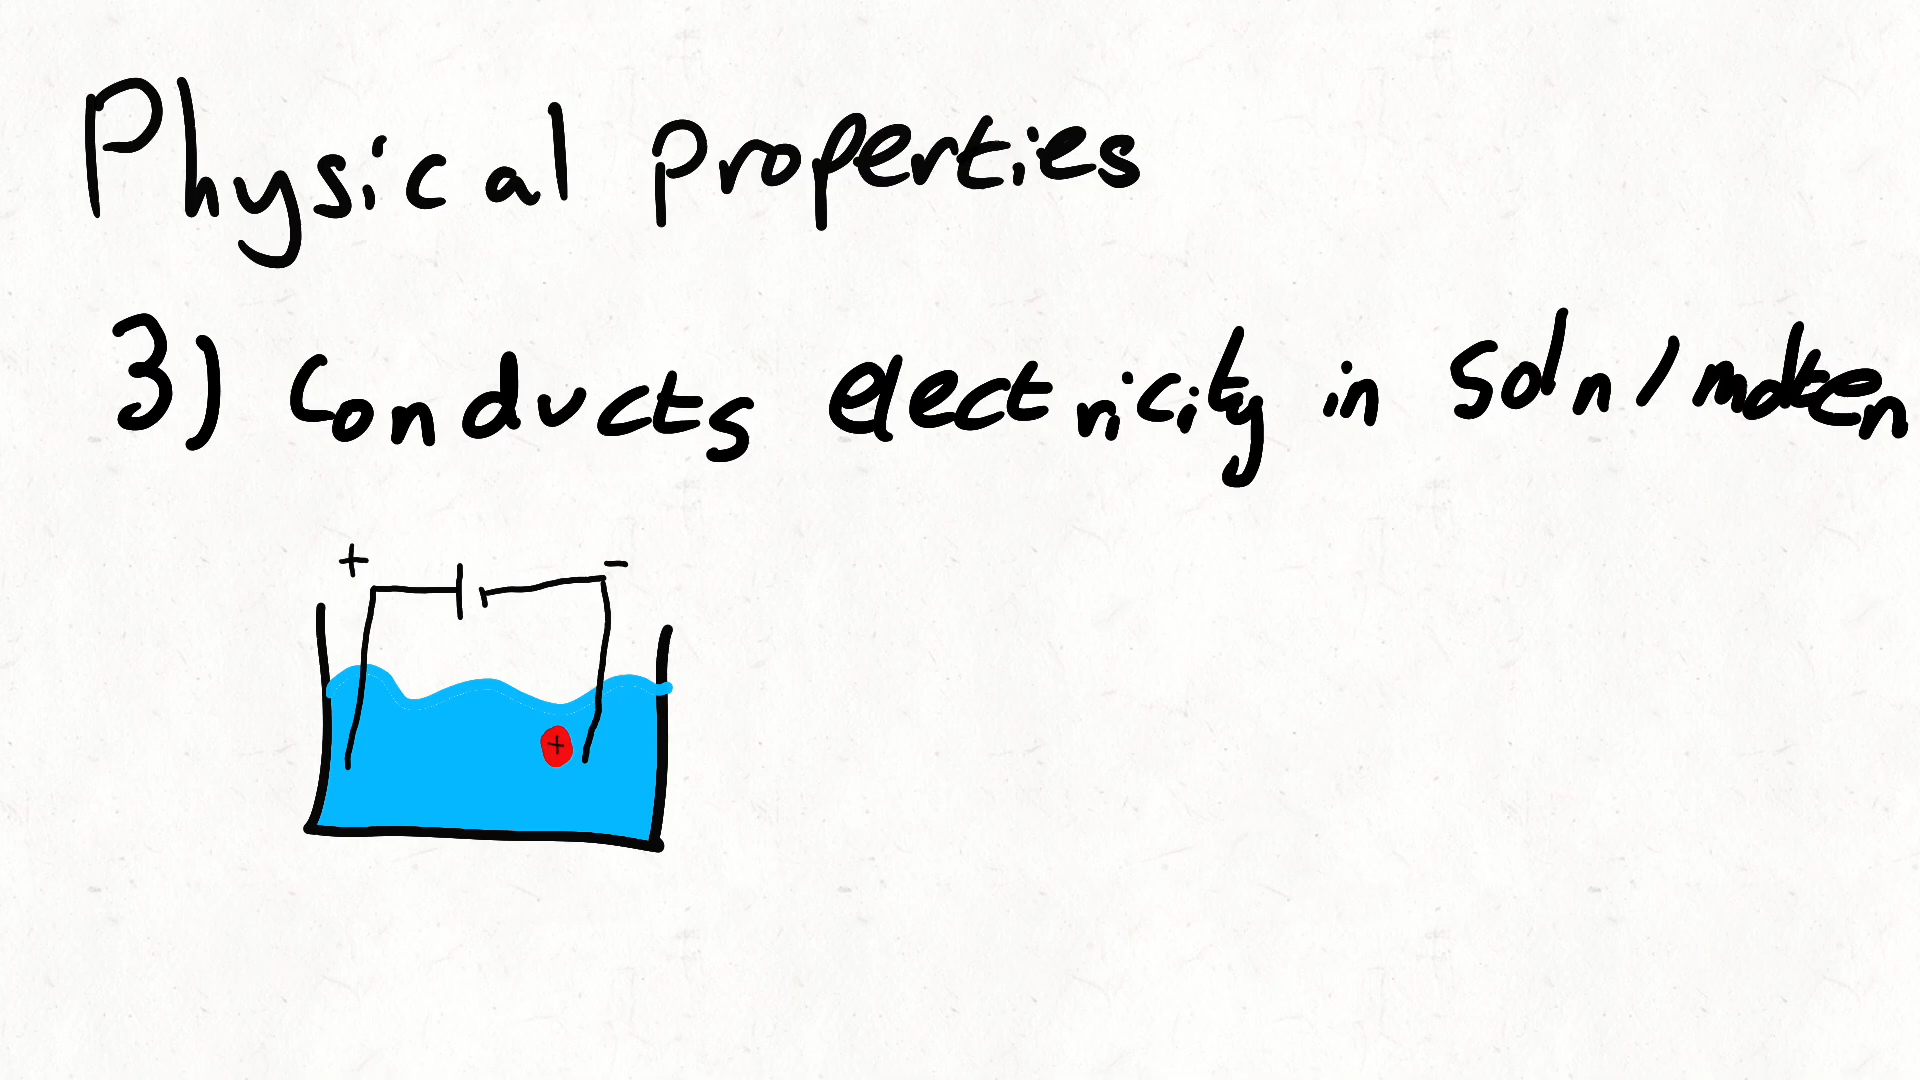 Physical properties
3) Conducts electricity in soln/molten
+ -
+